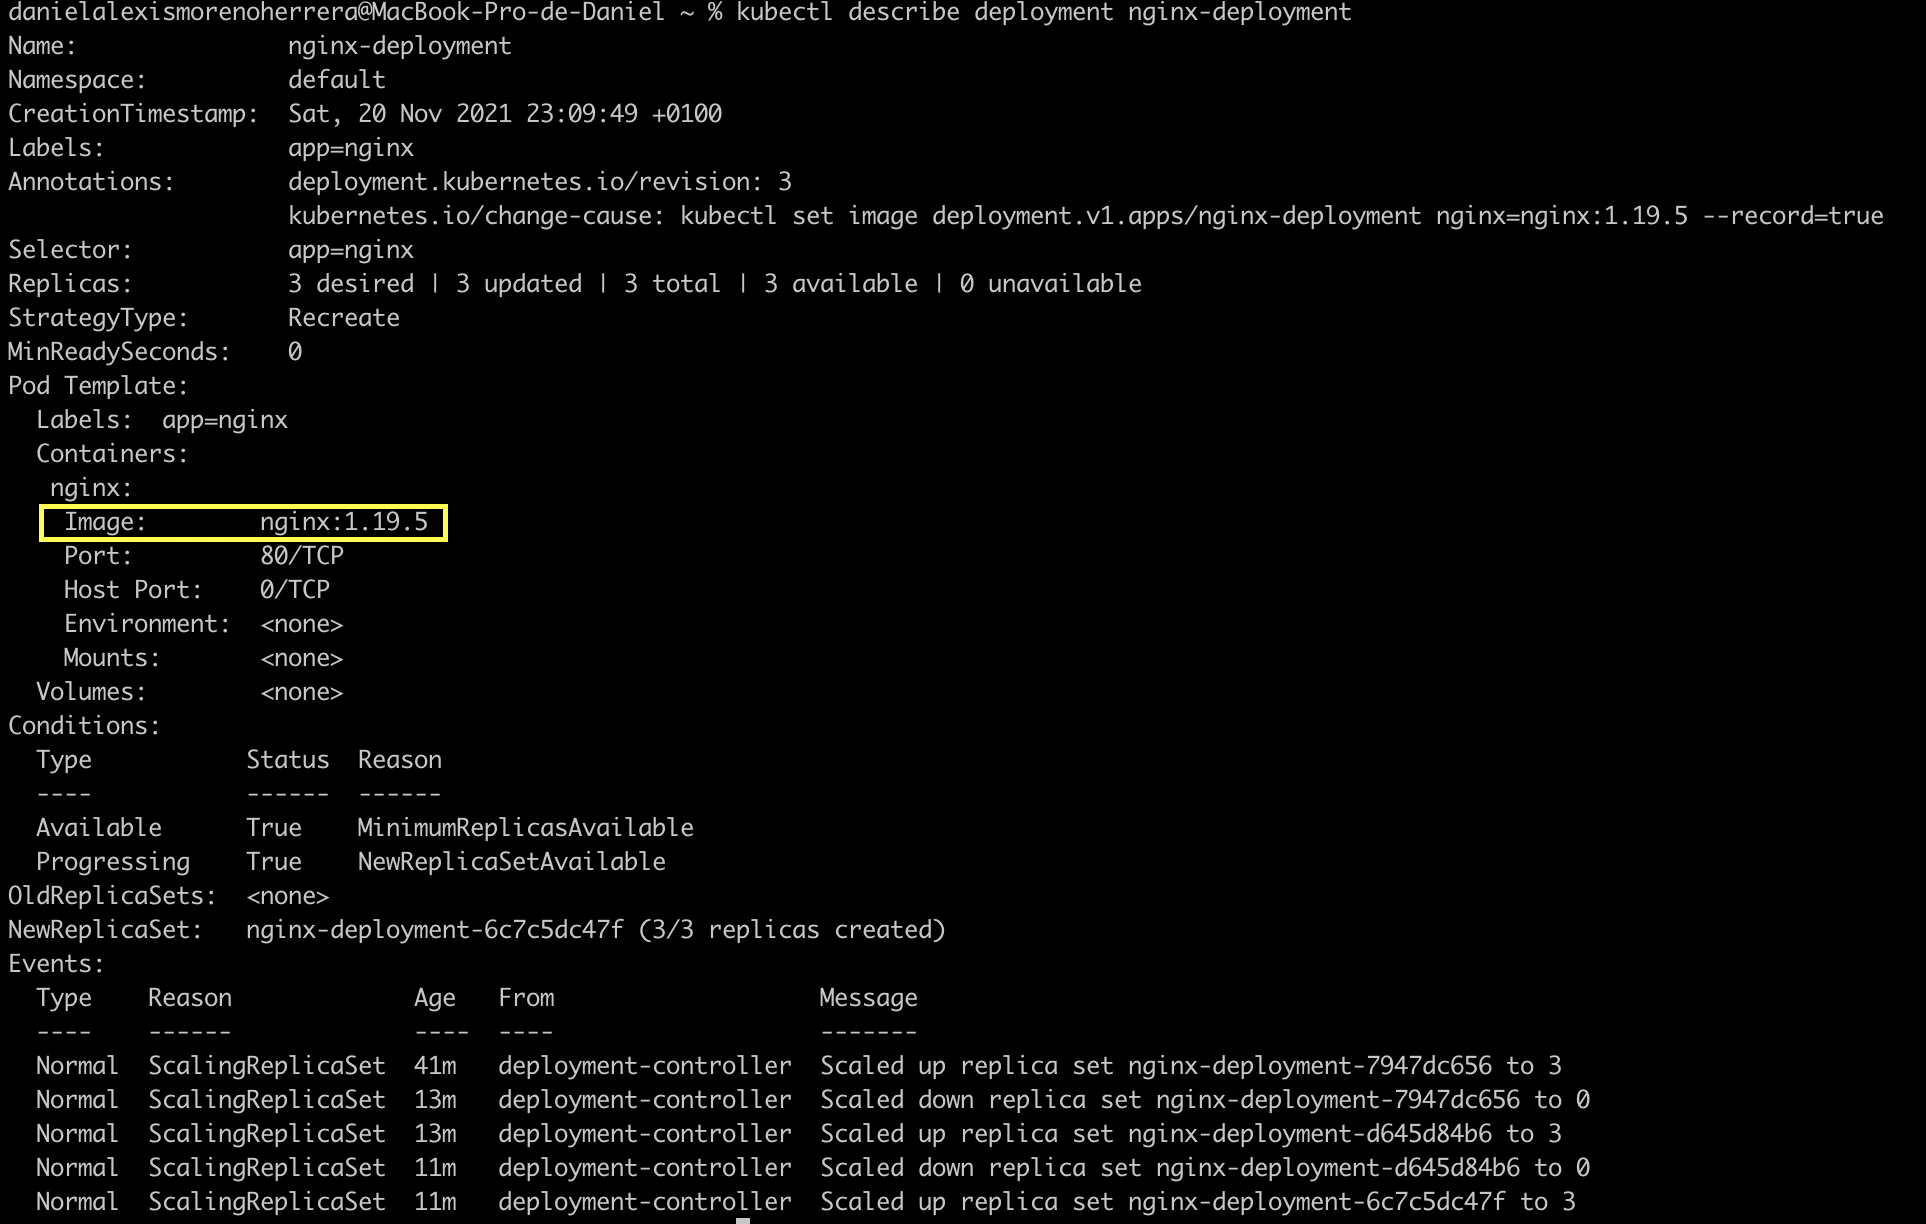 danielalexismorenoherrera@MacBook-Pro-de-Daniel ~ % kubectl describe deployment nginx-deployment
Name:               nginx-deployment
Namespace:          default
CreationTimestamp:  Sat, 20 Nov 2021 23:09:49 +0100
Labels:             app=nginx
Annotations:        deployment.kubernetes.io/revision: 3
                    kubernetes.io/change-cause: kubectl set image deployment.v1.apps/nginx-deployment nginx=nginx:1.19.5 --record=true
Selector:           app=nginx
Replicas:           3 desired | 3 updated | 3 total | 3 available | 0 unavailable
StrategyType:       Recreate
MinReadySeconds:    0
Pod Template:
  Labels:  app=nginx
  Containers:
   nginx:
    Image:        nginx:1.19.5
    Port:         80/TCP
    Host Port:    0/TCP
    Environment:  <none>
    Mounts:       <none>
  Volumes:        <none>
Conditions:
  Type           Status  Reason
  ----           ------  ------
  Available      True    MinimumReplicasAvailable
  Progressing    True    NewReplicaSetAvailable
OldReplicaSets:  <none>
NewReplicaSet:   nginx-deployment-6c7c5dc47f (3/3 replicas created)
Events:
  Type    Reason             Age   From                   Message
  ----    ------             ----  ----                   -------
  Normal  ScalingReplicaSet  41m   deployment-controller  Scaled up replica set nginx-deployment-7947dc656 to 3
  Normal  ScalingReplicaSet  13m   deployment-controller  Scaled down replica set nginx-deployment-7947dc656 to 0
  Normal  ScalingReplicaSet  13m   deployment-controller  Scaled up replica set nginx-deployment-d645d84b6 to 3
  Normal  ScalingReplicaSet  11m   deployment-controller  Scaled down replica set nginx-deployment-d645d84b6 to 0
  Normal  ScalingReplicaSet  11m   deployment-controller  Scaled up replica set nginx-deployment-6c7c5dc47f to 3